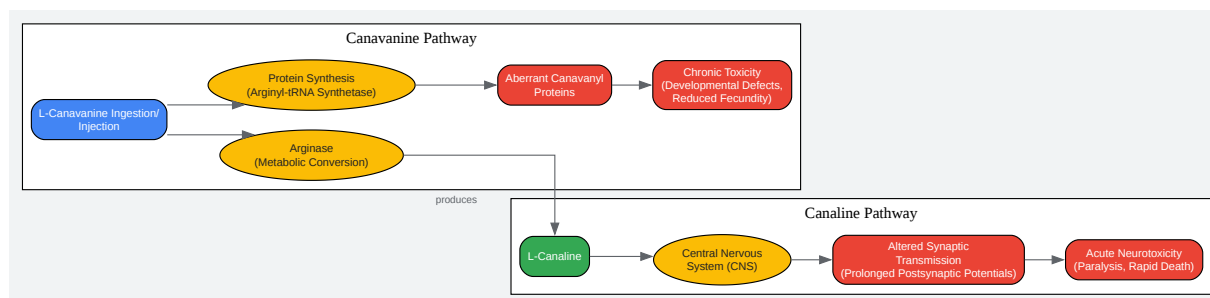 Canavanine Pathway
L-Canavanine Ingestion/
Injection
Protein Synthesis
(Arginyl-tRNA Synthetase)
Aberrant Canavanyl
Proteins
Chronic Toxicity
(Developmental Defects,
Reduced Fecundity)
Arginase
(Metabolic Conversion)
produces
Canaline Pathway
L-Canaline
Central Nervous
System (CNS)
Altered Synaptic
Transmission
(Prolonged Postsynaptic Potentials)
Acute Neurotoxicity
(Paralysis, Rapid Death)